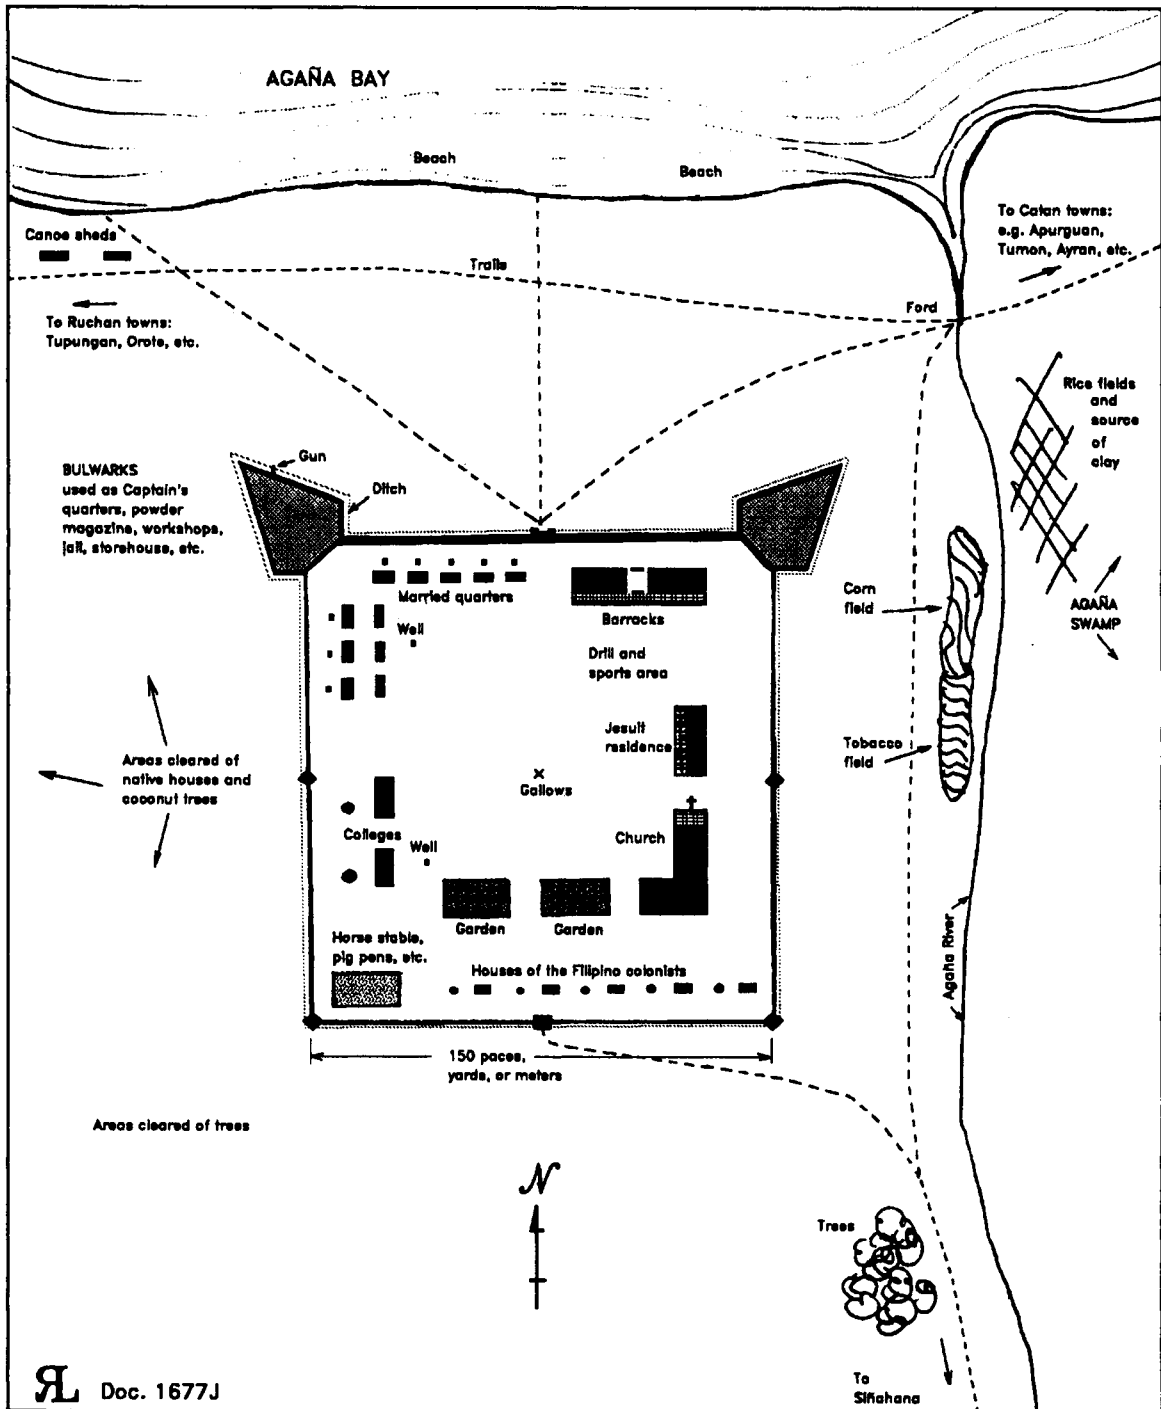 AGAÑA BAY
Beach
Beach
Canoe sheds
To Catan towns:
e.g. Apurguan,
Tumon, Ayran, etc.
Trails
Ford
To Ruchan towns:
Tupungan, Orote, etc.
Rice fields
and
source
of
clay
BULWARKS
used as Captain's
quarters, powder
magazine, workshops,
jail, storehouse, etc.
Gun
Ditch
Married quarters
Barracks
Well
Drill and
sports area
Corn
field
AGAÑA
SWAMP
Jesuit
residence
Tobacco
field
Areas cleared of
native houses and
coconut trees
Gallows
Colleges
Well
Church
Garden
Garden
Horse stable,
pig pens, etc.
Houses of the Filipino colonists
Agaña River
150 paces,
yards, or meters
Areas cleared of trees
N
Trees
To
Siñahana
RL Doc. 1677J